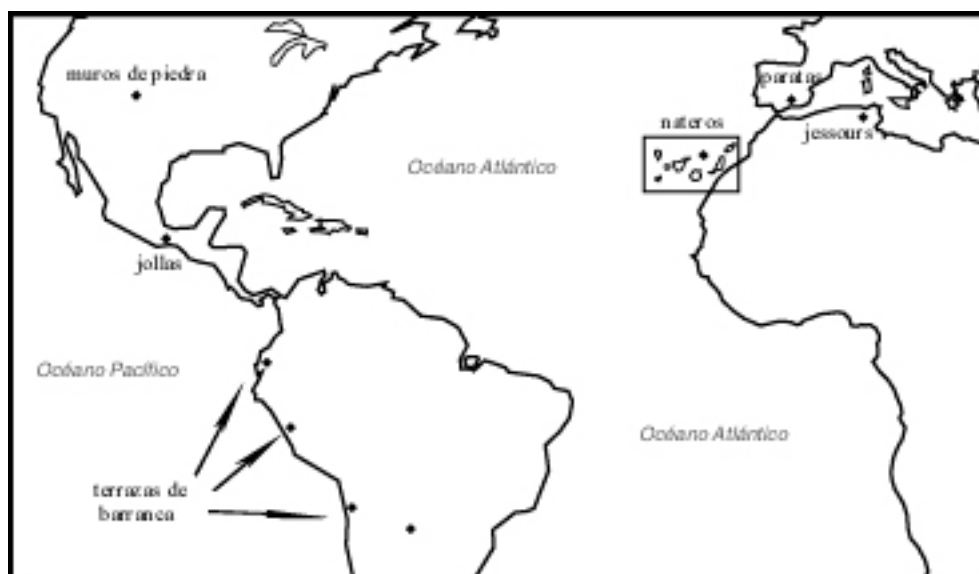 muros de piedra
paratas
nateros
jessours
Océano Atlántico
jollas
Océano Pacífico
Océano Atlántico
terrazas de
barranca